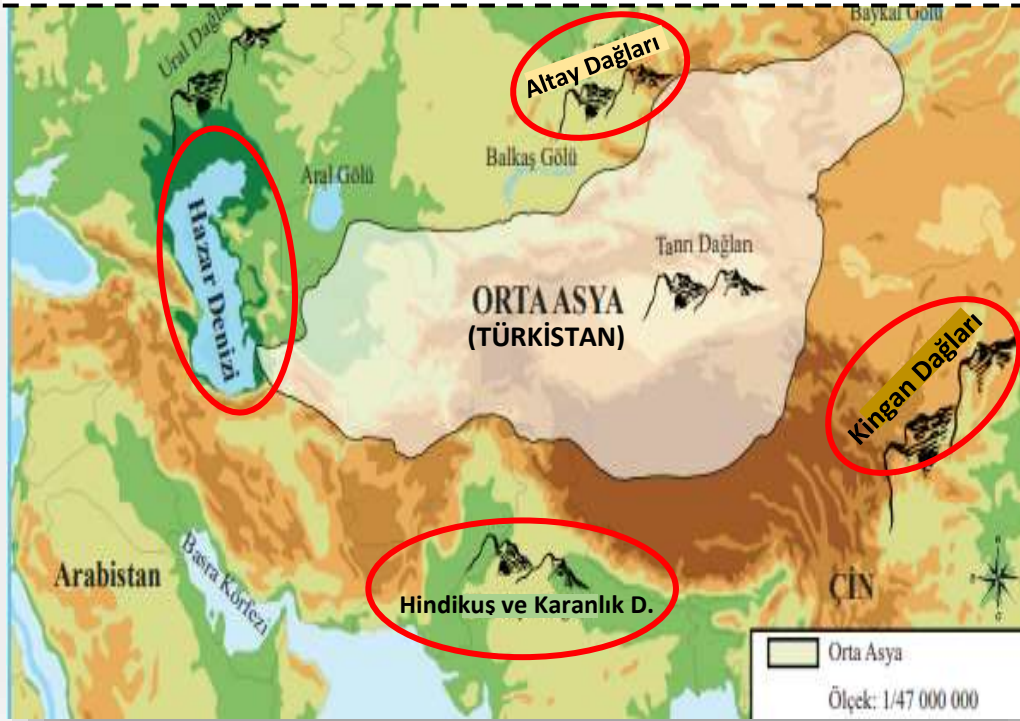 Ural Dağları
Altay Dağları
Baykal Gölü
Balkaş Gölü
Aral Gölü
Hazar Denizi
Tanrı Dağları
ORTA ASYA
(TÜRKİSTAN)
Kingan Dağları
Basra Körfezi
Arabistan
Hindikuş ve Karanlık D.
ÇİN
Orta Asya
Ölçek: 1/47 000 000